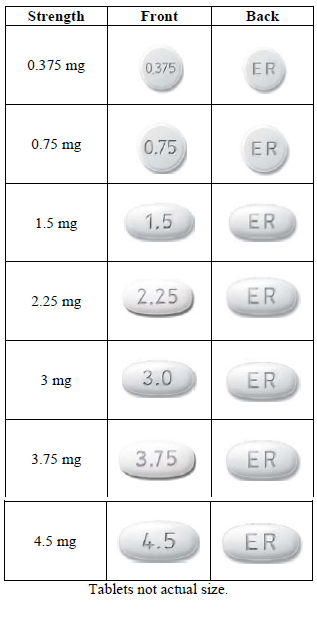 Strength Front Back
0.375 mg 0.375 ER
0.75 mg 0.75 ER
1.5 mg 1.5 ER
2.25 mg 2.25 ER
3 mg 3.0 ER
3.75 mg 3.75 ER
4.5 mg 4.5 ER
Tablets not actual size.